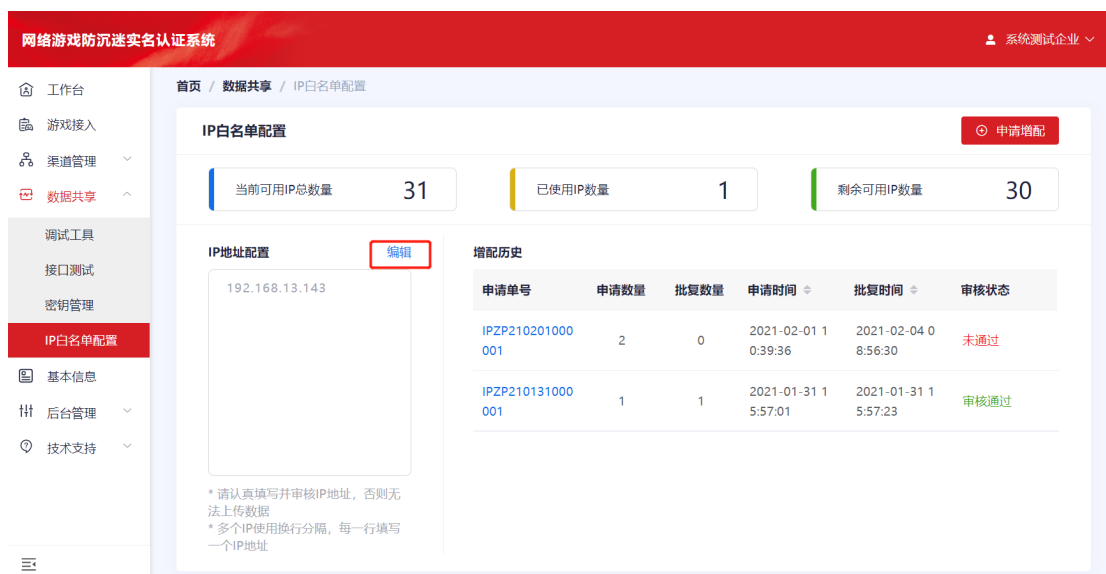 网络游戏防沉迷实名认证系统
系统测试企业
工作台
游戏接入
渠道管理
数据共享
调试工具
接口测试
密钥管理
IP白名单配置
基本信息
后台管理
技术支持
首页 / 数据共享 / IP白名单配置
IP白名单配置
申请增配
当前可用IP总数量 31
已使用IP数量 1
剩余可用IP数量 30
IP地址配置 编辑
192.168.13.143
* 请认真填写并审核IP地址，否则无
法上传数据
* 多个IP使用换行分隔，每一行填写
一个IP地址
增配历史
申请单号 申请数量 批复数量 申请时间 批复时间 审核状态
IPZP210201000 2 0 2021-02-01 1 2021-02-04 0 未通过
001 0:39:36 8:56:30
IPZP210131000 1 1 2021-01-31 1 2021-01-31 1 审核通过
001 5:57:01 5:57:23